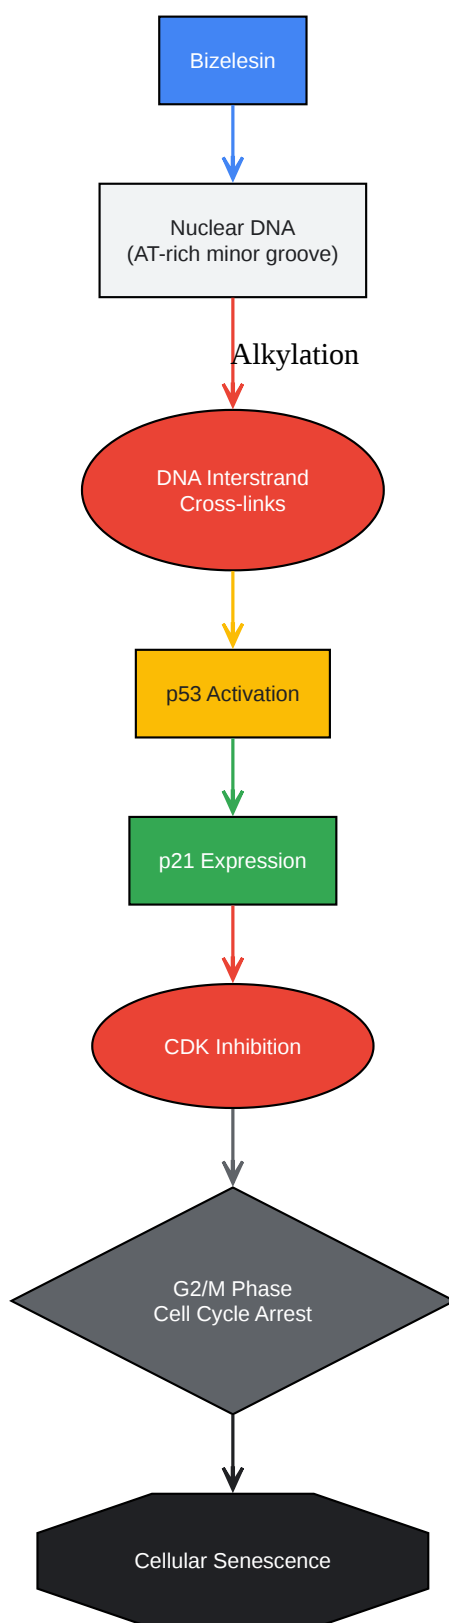 Bizelesin
Nuclear DNA
(AT-rich minor groove)
Alkylation
DNA Interstrand
Cross-links
p53 Activation
p21 Expression
CDK Inhibition
G2/M Phase
Cell Cycle Arrest
Cellular Senescence